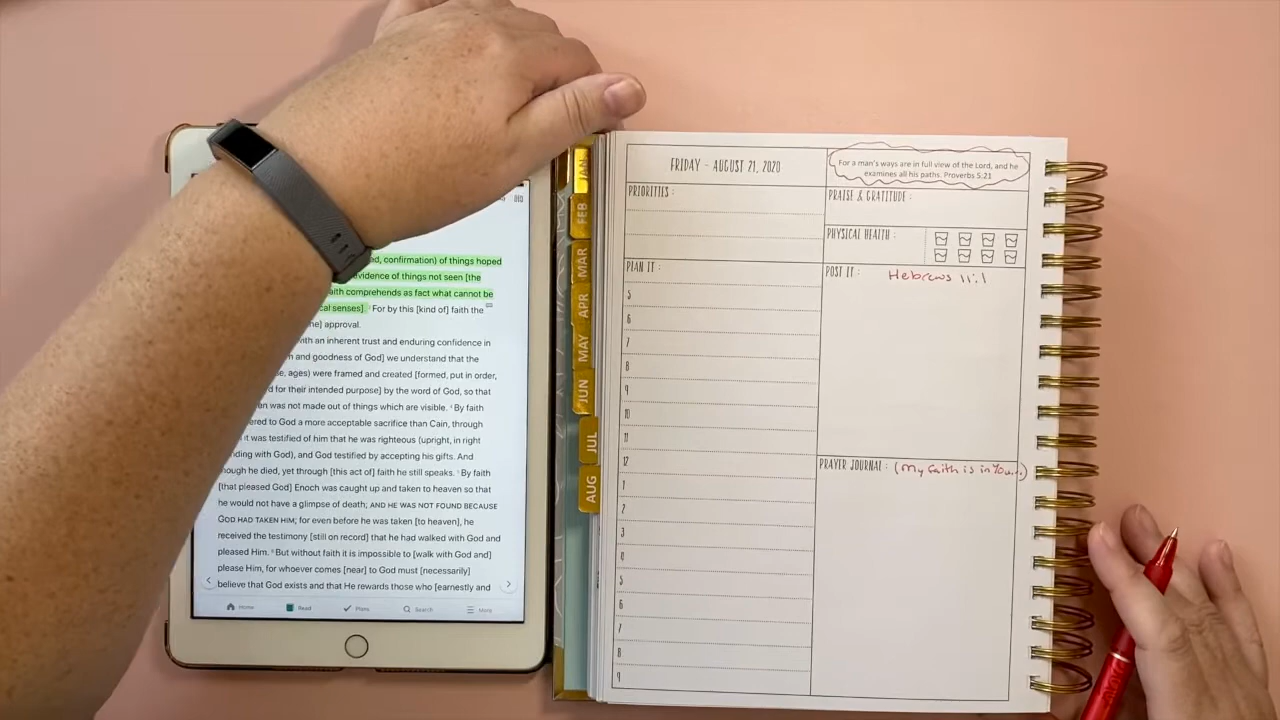 ed, confirmation) of things hoped
evidence of things not seen [the
aith comprehends as fact what cannot be
cal senses]. For by this [kind of] faith the
he] approval.
ith an inherent trust and enduring confidence in
and goodness of God] we understand that the
e, ages) were framed and created [formed, put in order,
d for their intended purpose] by the word of God, so that
en was not made out of things which are visible. 4 By faith
ered to God a more acceptable sacrifice than Cain, through
it was testified of him that he was righteous (upright, in right
nding with God), and God testified by accepting his gifts. And
hough he died, yet through [this act of] faith he still speaks. 5 By faith
[that pleased God] Enoch was caught up and taken to heaven so that
he would not have a glimpse of death; AND HE WAS NOT FOUND BECAUSE
GOD HAD TAKEN HIM; for even before he was taken [to heaven], he
received the testimony [still on record] that he had walked with God and
pleased Him. 6 But without faith it is impossible to [walk with God and]
please Him, for whoever comes [near] to God must [necessarily]
believe that God exists and that He rewards those who [earnestly and
Home Read Plans Search More
JAN
FEB
MAR
APR
MAY
JUN
JUL
AUG
FRIDAY - AUGUST 21, 2020
For a man's ways are in full view of the Lord, and he
examines all his paths. Proverbs 5:21
PRIORITIES:
PRAISE & GRATITUDE:
PHYSICAL HEALTH:
PLAN IT:
5
6
7
8
9
10
11
12
1
2
3
4
5
6
7
8
9
POST IT: Hebrews 11:1
PRAYER JOURNAL: (My faith is in You...)